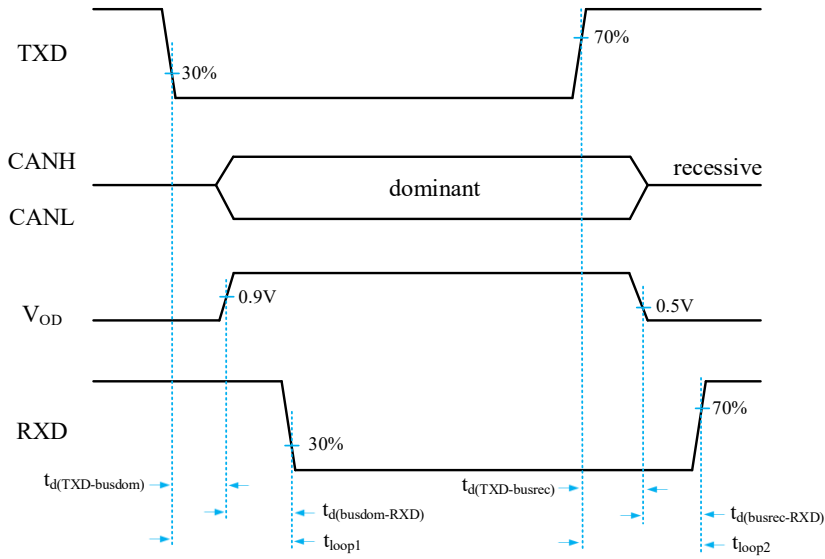 TXD
30%
70%
CANH
dominant
recessive
CANL
V_OD
0.9V
0.5V
RXD
30%
70%
t_d(TXD-busdom)
t_d(TXD-busrec)
t_d(busdom-RXD)
t_d(busrec-RXD)
t_loop1
t_loop2